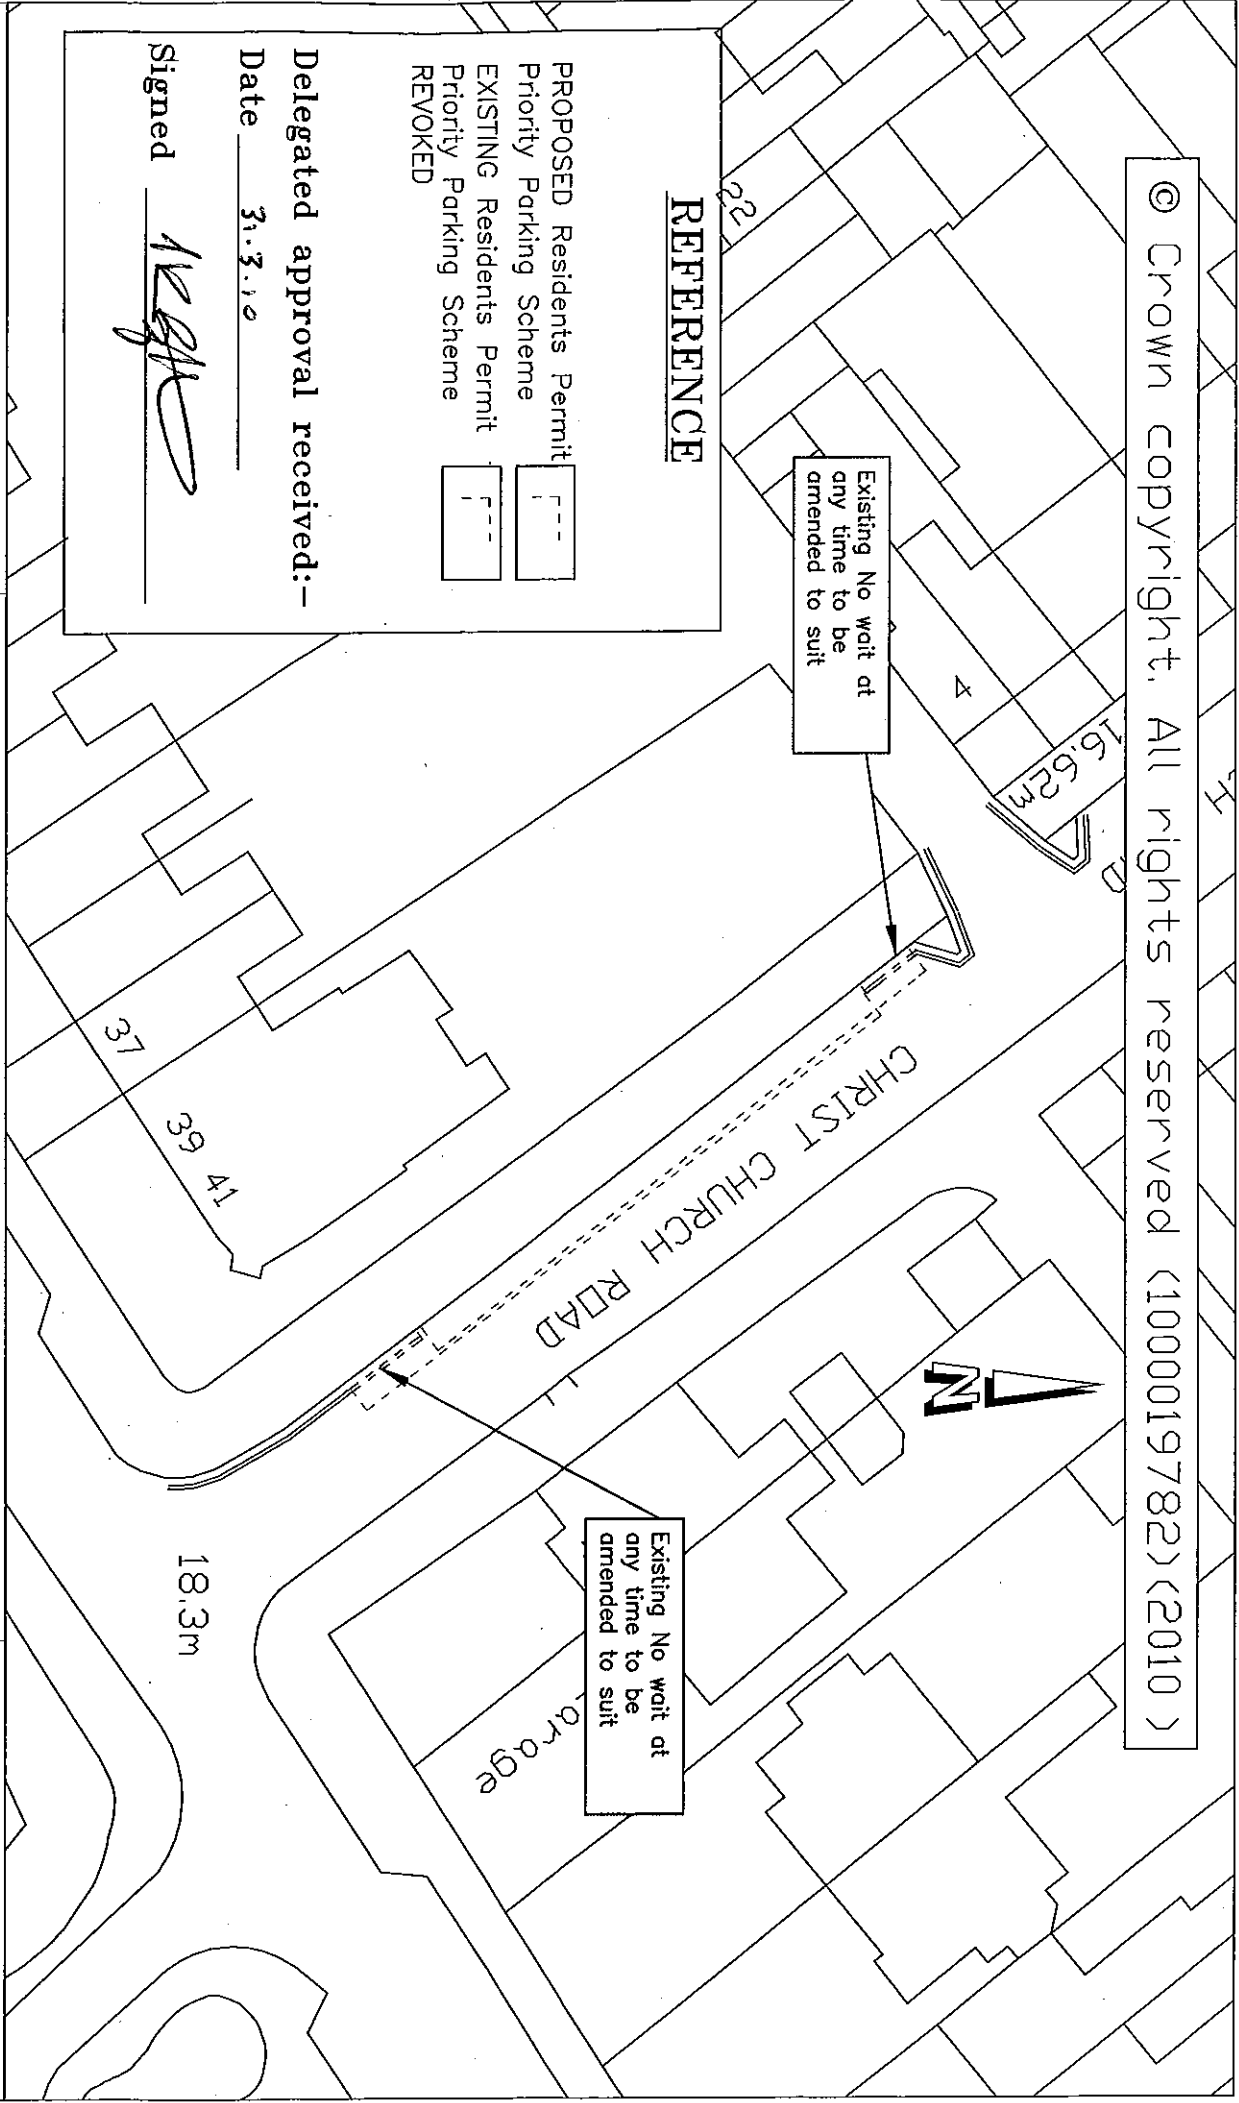 © Crown copyright. All rights reserved (100019782)(2010 )
REFERENCE
PROPOSED Residents Permit
Priority Parking Scheme
EXISTING Residents Permit
Priority Parking Scheme
REVOKED
Delegated approval received:-
Date 31.3.10
Signed
Existing No wait at
any time to be
amended to suit
Existing No wait at
any time to be
amended to suit
CHRIST CHURCH ROAD
N
22
4
16.62m
37
39 41
18.3m
arage
H